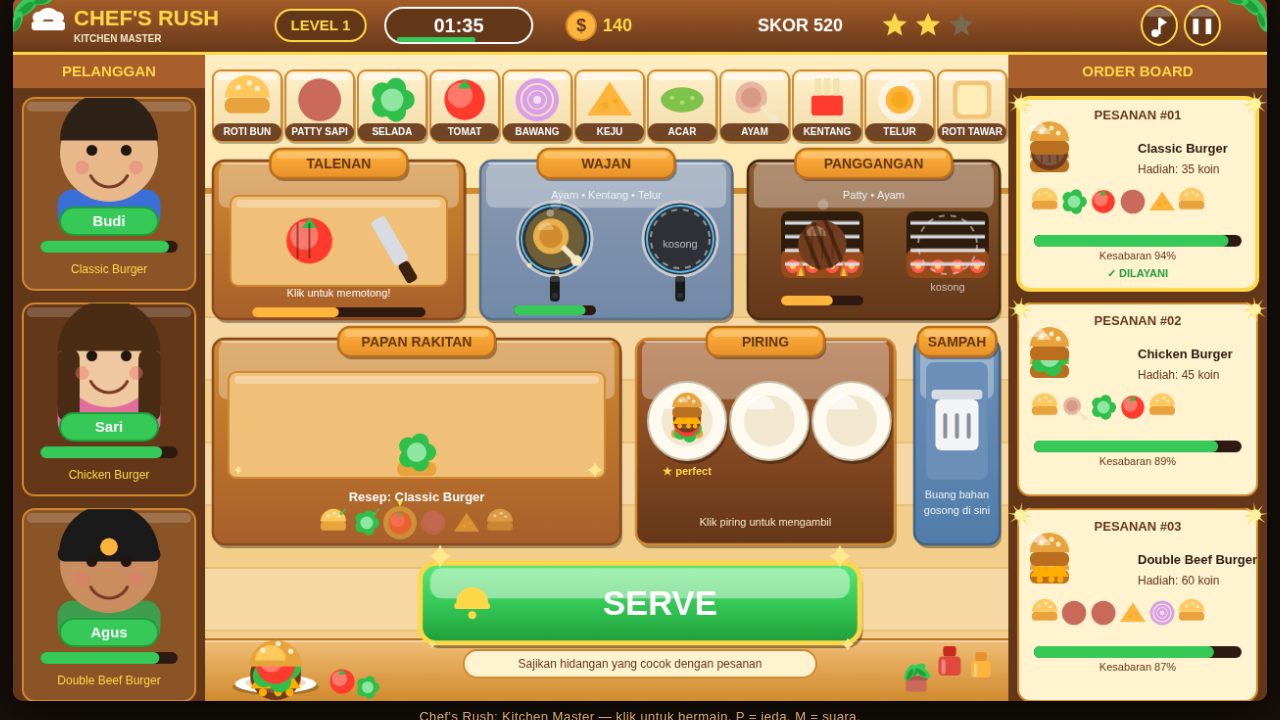 CHEF'S RUSH
KITCHEN MASTER
LEVEL 1
01:35
$ 140
SKOR 520
PELANGGAN
Budi
Classic Burger
Sari
Chicken Burger
Agus
Double Beef Burger
ROTI BUN
PATTY SAPI
SELADA
TOMAT
BAWANG
KEJU
ACAR
AYAM
KENTANG
TELUR
ROTI TAWAR
TALENAN
Klik untuk memotong!
WAJAN
Ayam • Kentang • Telur
kosong
PANGGANGAN
Patty • Ayam
kosong
PAPAN RAKITAN
Resep: Classic Burger
PIRING
★ perfect
Klik piring untuk mengambil
SAMPAH
Buang bahan
gosong di sini
SERVE
Sajikan hidangan yang cocok dengan pesanan
ORDER BOARD
PESANAN #01
Classic Burger
Hadiah: 35 koin
Kesabaran 94%
✓ DILAYANI
PESANAN #02
Chicken Burger
Hadiah: 45 koin
Kesabaran 89%
PESANAN #03
Double Beef Burger
Hadiah: 60 koin
Kesabaran 87%
Chef's Rush: Kitchen Master — klik untuk bermain. P = jeda, M = suara.